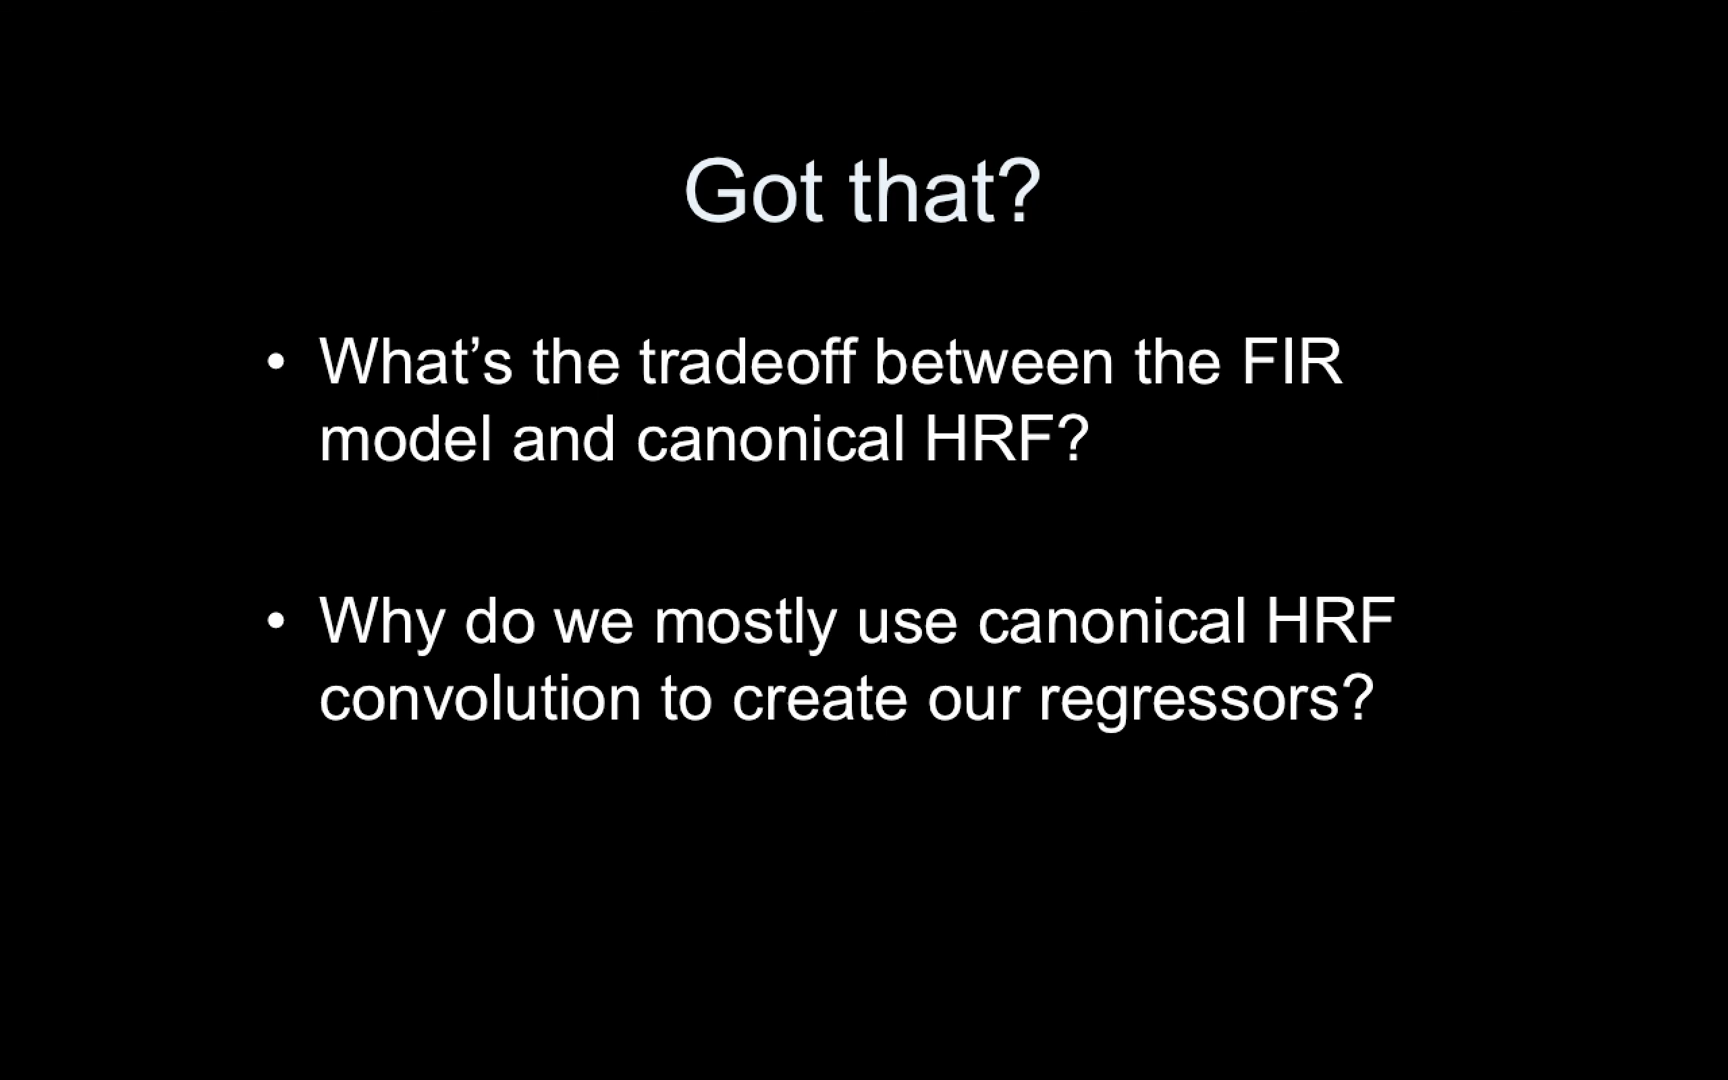 Got that?
• What’s the tradeoff between the FIR
model and canonical HRF?
• Why do we mostly use canonical HRF
convolution to create our regressors?